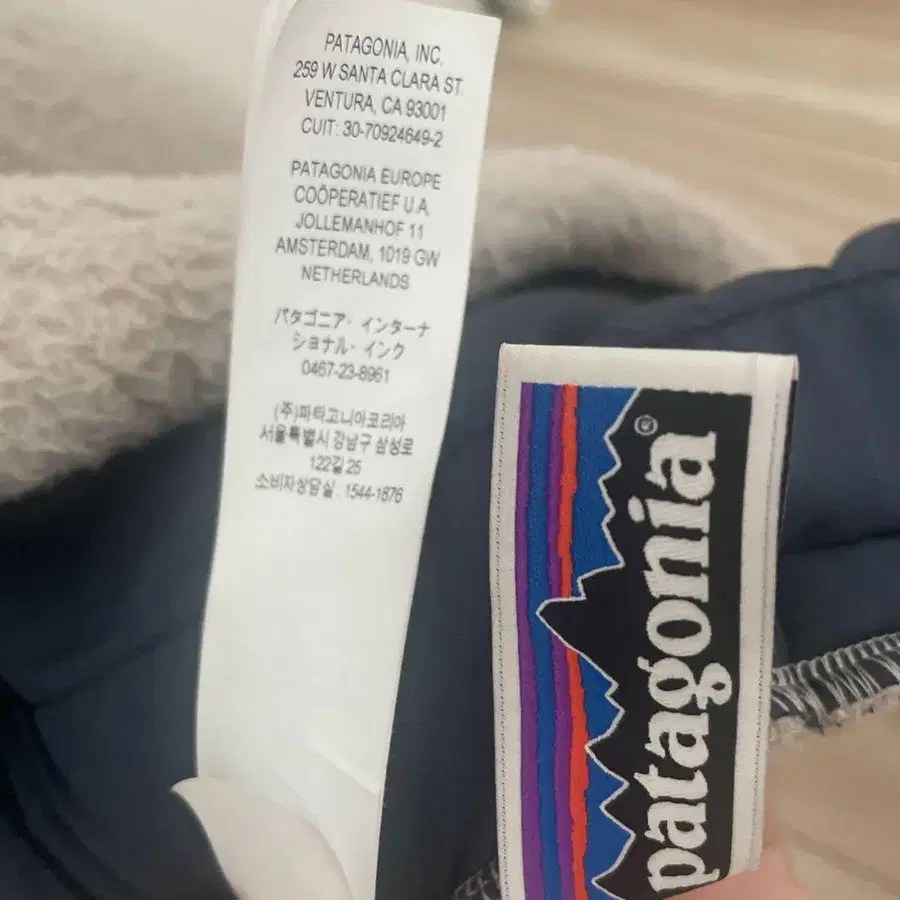 PATAGONIA, INC.
259 W SANTA CLARA ST.
VENTURA, CA 93001
CUIT: 30-70924649-2
PATAGONIA EUROPE
COÖPERATIEF U.A.
JOLLEMANHOF 11
AMSTERDAM, 1019 GW
NETHERLANDS
パタゴニア・インターナ
ショナル・インク
0467-23-8961
(주)파타고니아코리아
서울특별시 강남구 삼성로
122길 25
소비자상담실 . 1544-1876
patagonia®